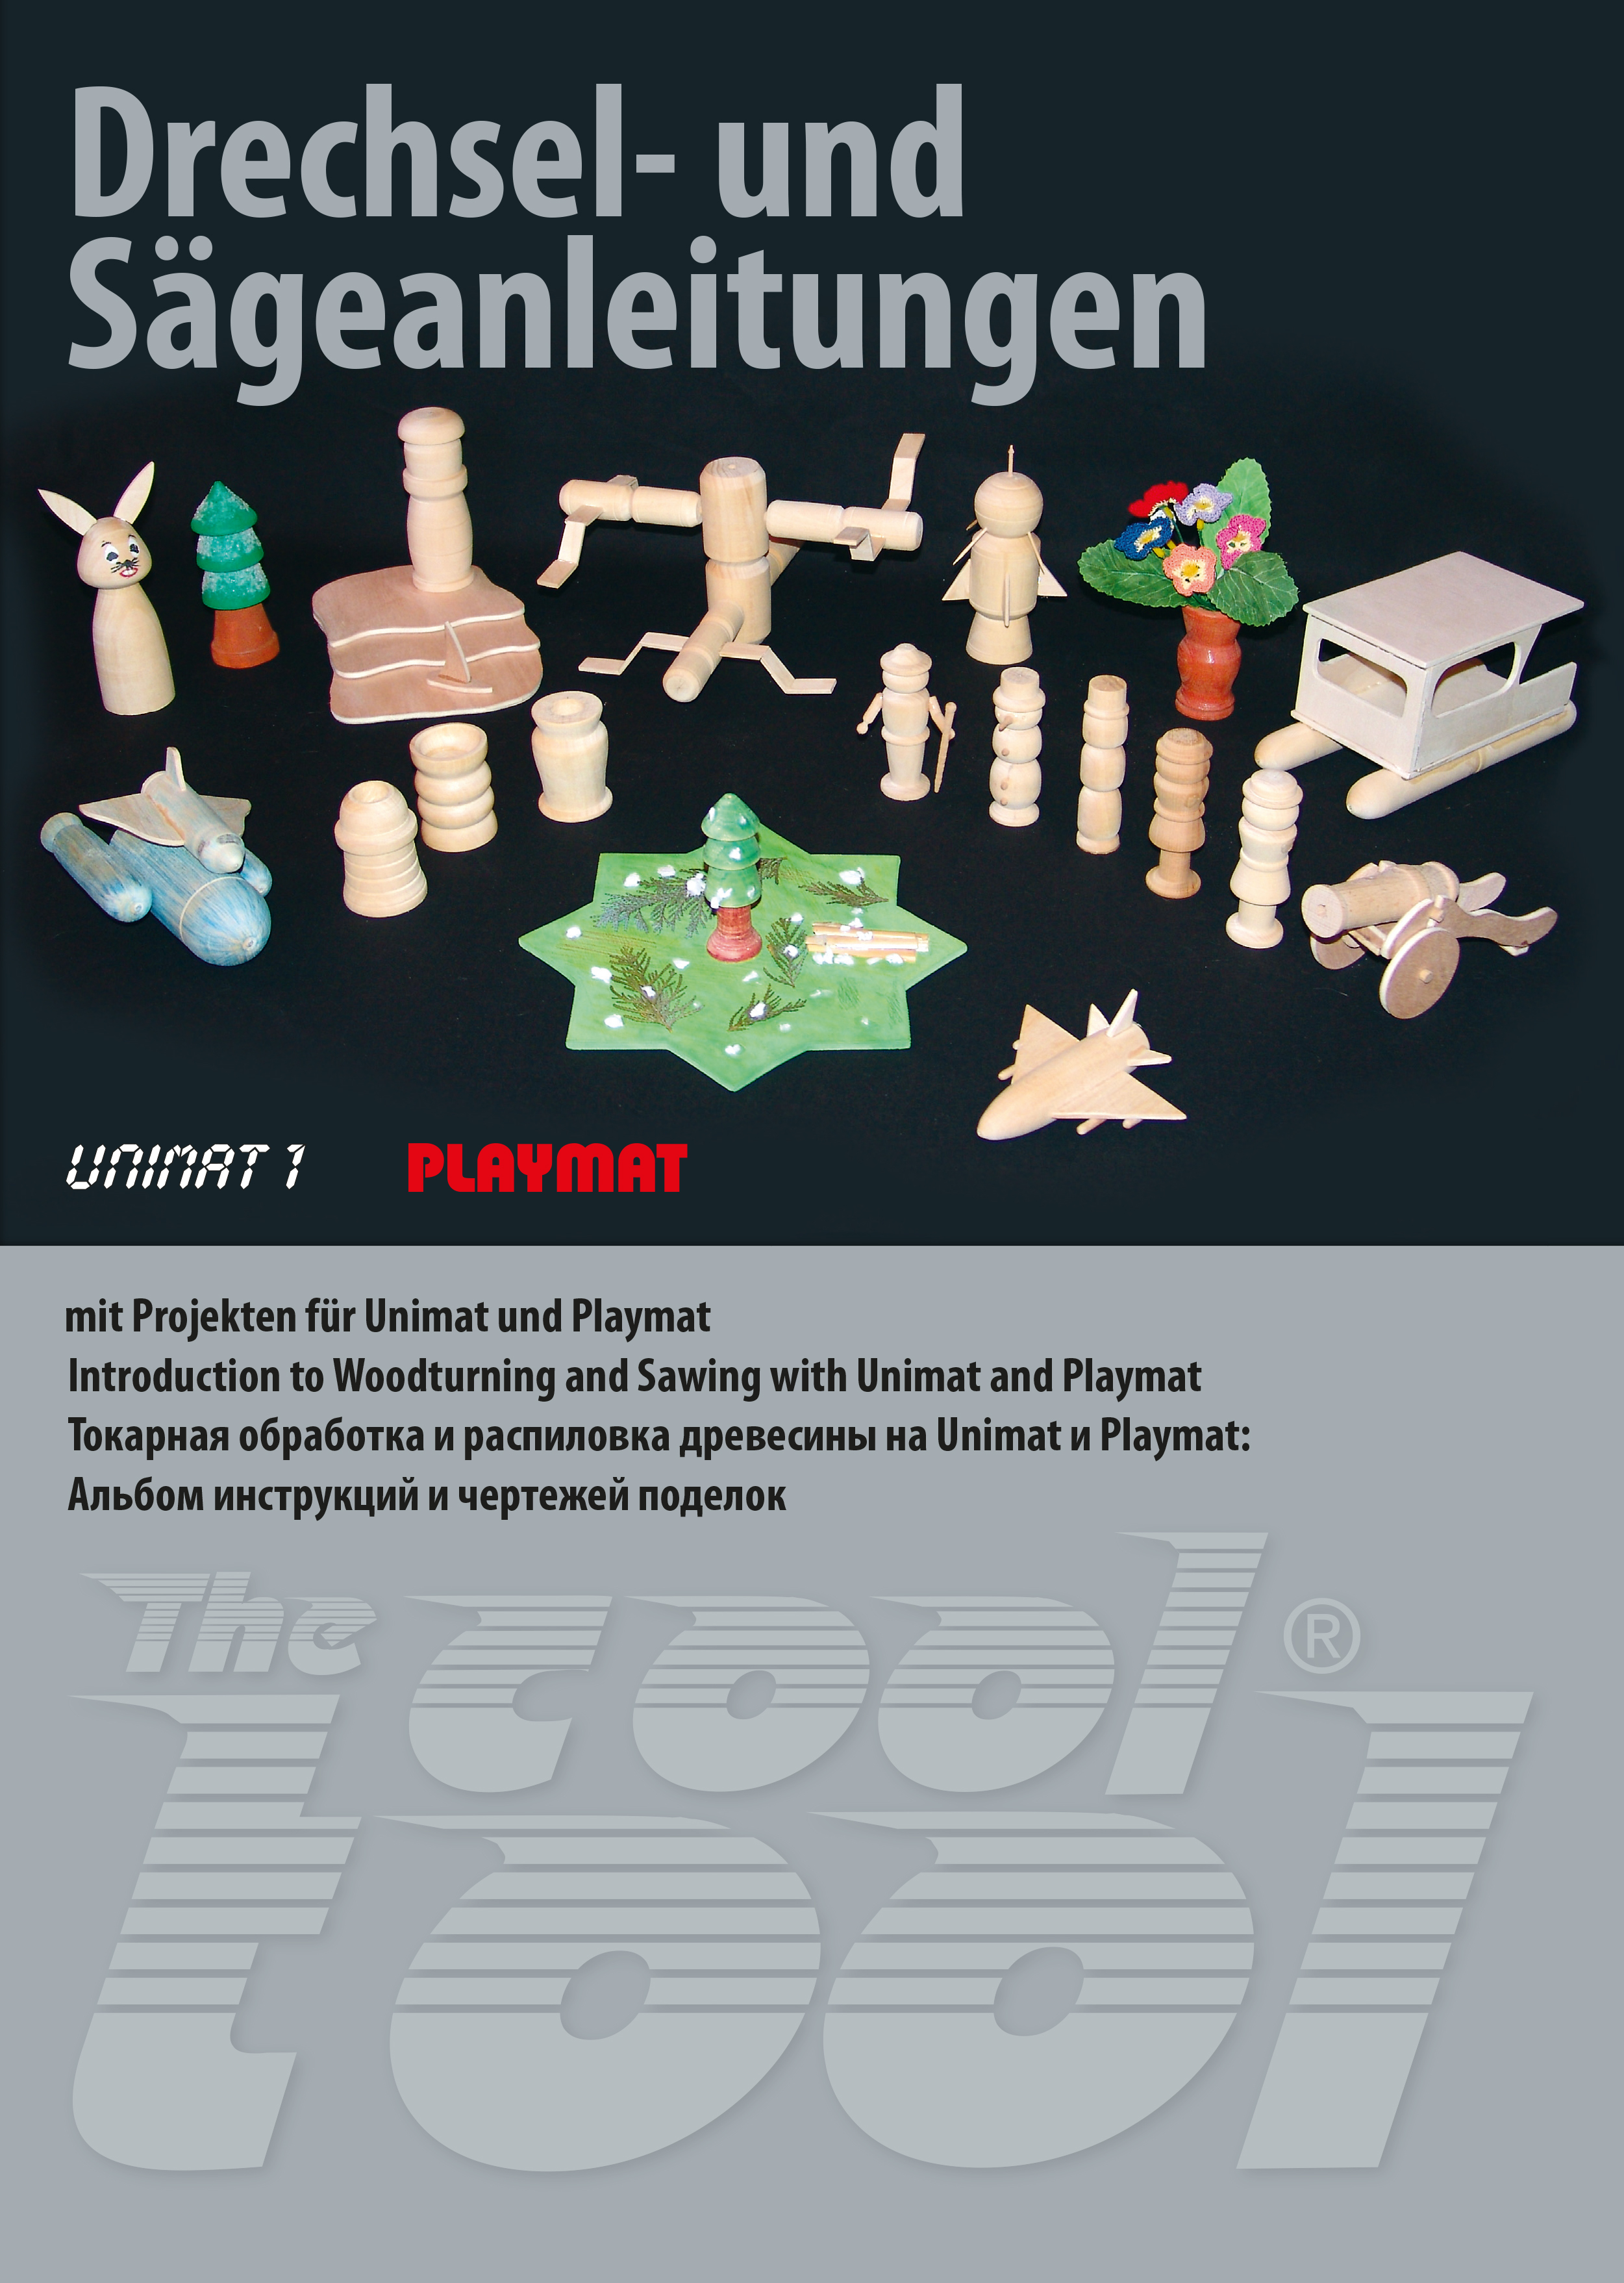 Drechsel- und
Sägeanleitungen
UNIMAT 1
PLAYMAT
mit Projekten für Unimat und Playmat
Introduction to Woodturning and Sawing with Unimat and Playmat
Токарная обработка и распиловка древесины на Unimat и Playmat:
Альбом инструкций и чертежей поделок
The cool ®
tool